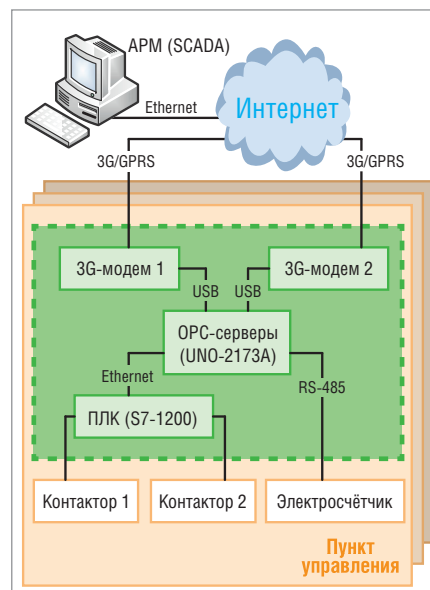 АРМ (SCADA)
Ethernet
Интернет
3G/GPRS
3G/GPRS
3G-модем 1
3G-модем 2
USB
USB
OPC-серверы
(UNO-2173A)
Ethernet
RS-485
ПЛК (S7-1200)
Контактор 1
Контактор 2
Электросчётчик
Пункт
управления